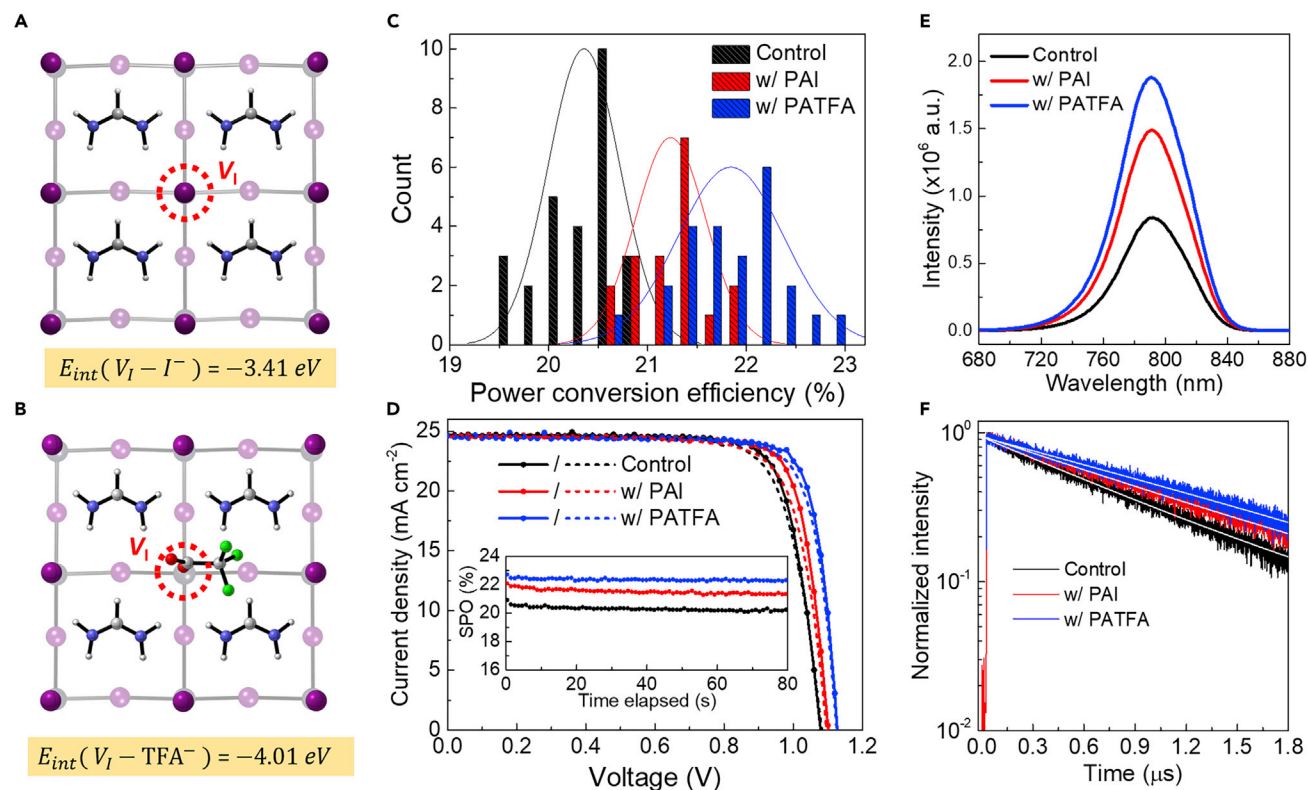 A
V_I
E_int(V_I − I⁻) = −3.41 eV
B
V_I
E_int(V_I − TFA⁻) = −4.01 eV
C
Control
w/ PAI
w/ PATFA
Count
10
8
6
4
2
0
19 20 21 22 23
Power conversion efficiency (%)
D
Current density (mA cm⁻²)
25
20
15
10
5
0
/ Control
/ w/ PAI
/ w/ PATFA
SPO (%)
24
22
20
18
16
0 20 40 60 80
Time elapsed (s)
0.0 0.2 0.4 0.6 0.8 1.0 1.2
Voltage (V)
E
Control
w/ PAI
w/ PATFA
Intensity (x10⁶ a.u.)
2.0
1.5
1.0
0.5
0.0
680 720 760 800 840 880
Wavelength (nm)
F
Normalized intensity
10⁰
10⁻¹
10⁻²
Control
w/ PAI
w/ PATFA
0.0 0.3 0.6 0.9 1.2 1.5 1.8
Time (μs)